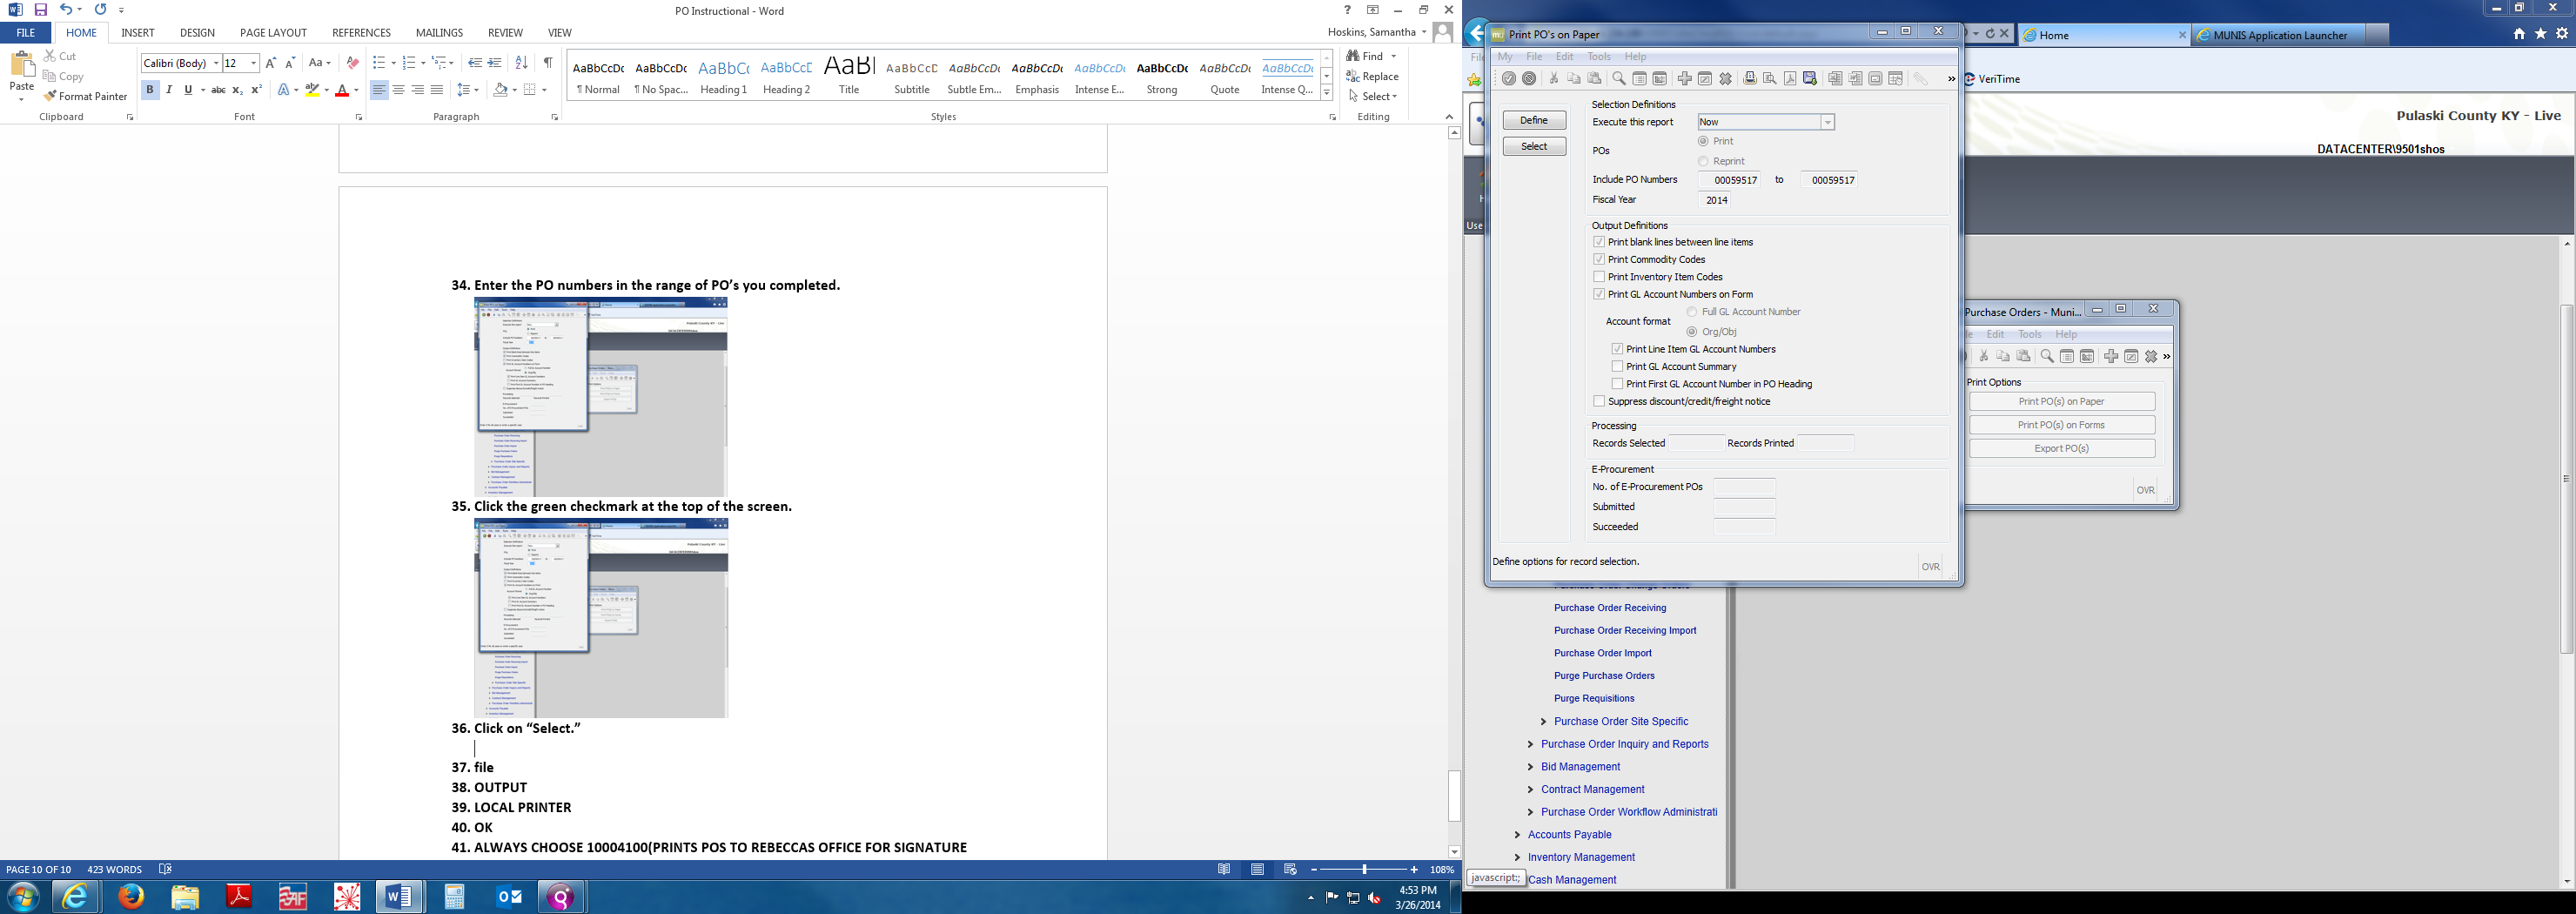 PO Instructional - Word
FILE
HOME
INSERT
DESIGN
PAGE LAYOUT
REFERENCES
MAILINGS
REVIEW
VIEW
Hoskins, Samantha
Paste
Cut
Copy
Format Painter
Calibri (Body)
12
AaBbCcDc
¶ Normal
AaBbCcDc
¶ No Spac...
AaBbCc
Heading 1
AaBbCcE
Heading 2
AaBl
Title
AaBbCcD
Subtitle
AaBbCcDc
Subtle Em...
AaBbCcDc
Emphasis
AaBbCcDc
Intense E...
AaBbCcDc
Strong
AaBbCcDc
Quote
AaBbCcDc
Intense Q...
Find
Replace
Select
Clipboard
Font
Paragraph
Styles
Editing
34. Enter the PO numbers in the range of PO’s you completed.
35. Click the green checkmark at the top of the screen.
36. Click on “Select.”
37. file
38. OUTPUT
39. LOCAL PRINTER
40. OK
41. ALWAYS CHOOSE 10004100(PRINTS POS TO REBECCAS OFFICE FOR SIGNATURE
PAGE 10 OF 10
423 WORDS
108%
4:53 PM
3/26/2014
Print PO's on Paper
My
File
Edit
Tools
Help
Define
Select
Selection Definitions
Execute this report
Now
POs
Print
Reprint
Include PO Numbers
00059517
to
00059517
Fiscal Year
2014
Output Definitions
Print blank lines between line items
Print Commodity Codes
Print Inventory Item Codes
Print GL Account Numbers on Form
Account format
Full GL Account Number
Org/Obj
Print Line Item GL Account Numbers
Print GL Account Summary
Print First GL Account Number in PO Heading
Suppress discount/credit/freight notice
Processing
Records Selected
Records Printed
E-Procurement
No. of E-Procurement POs
Submitted
Succeeded
Define options for record selection.
OVR
Home
MUNIS Application Launcher
VeriTime
Pulaski County KY - Live
DATACENTER\9501shos
Use
Purchase Orders - Muni...
Edit
Tools
Help
Print Options
Print PO(s) on Paper
Print PO(s) on Forms
Export PO(s)
OVR
Purchase Order Receiving
Purchase Order Receiving Import
Purchase Order Import
Purge Purchase Orders
Purge Requisitions
Purchase Order Site Specific
Purchase Order Inquiry and Reports
Bid Management
Contract Management
Purchase Order Workflow Administrati
Accounts Payable
Inventory Management
Cash Management
javascript:;